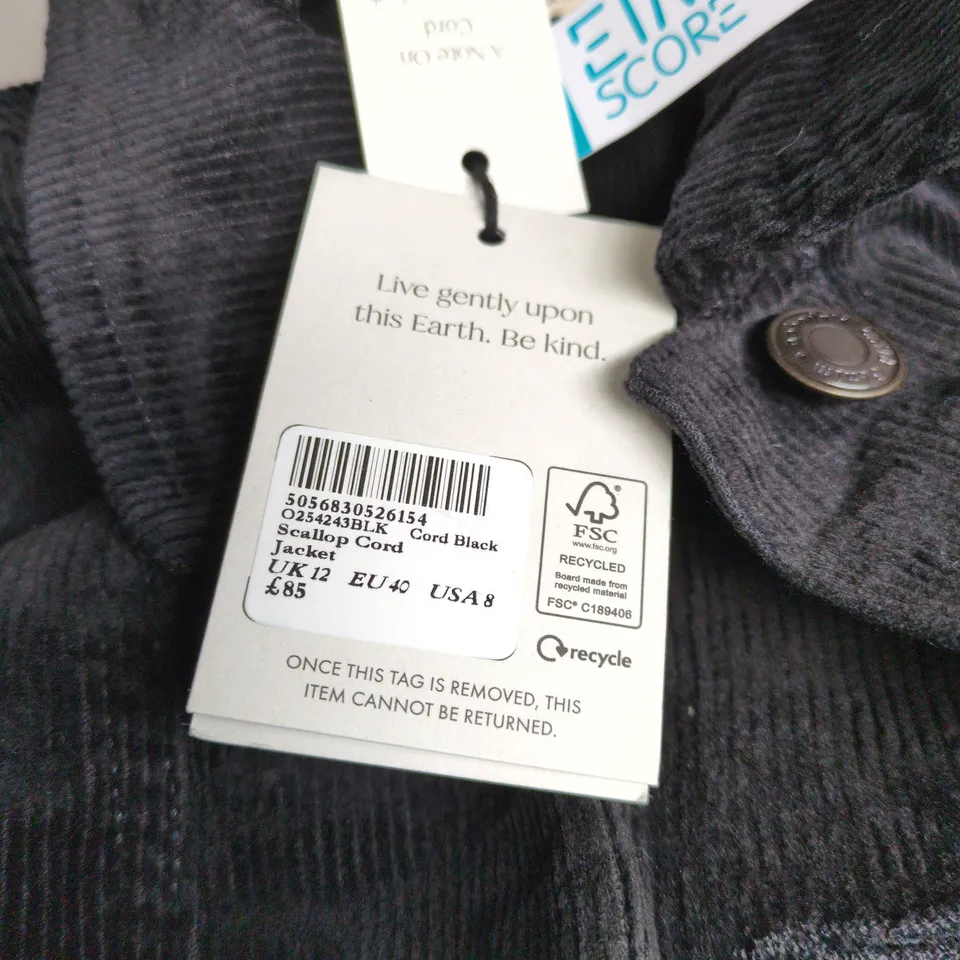 A Note On
Cord
SCORE
Live gently upon
this Earth. Be kind.
5056830526154
O254243BLK Cord Black
Scallop Cord
Jacket
UK 12 EU 40 USA 8
£85
FSC
www.fsc.org
RECYCLED
Board made from
recycled material
FSC® C189406
recycle
ONCE THIS TAG IS REMOVED, THIS
ITEM CANNOT BE RETURNED.